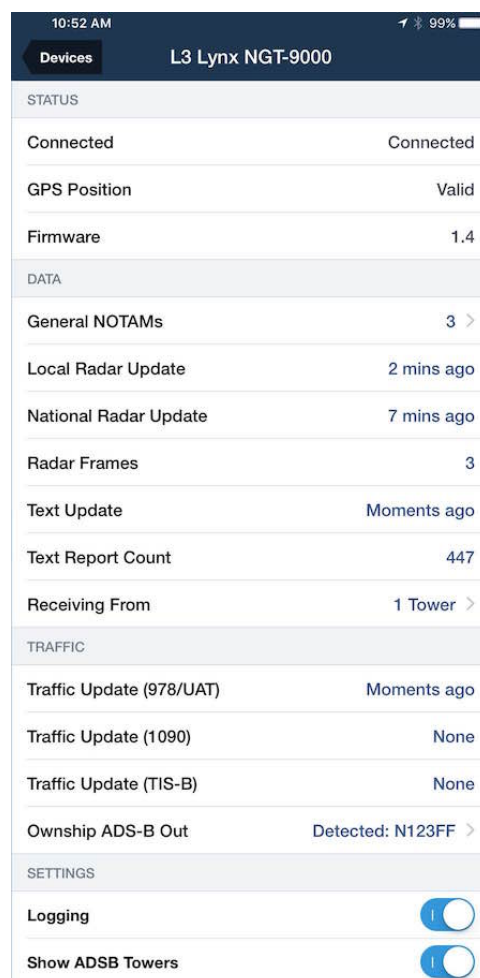 10:52 AM 99%
Devices L3 Lynx NGT-9000
STATUS
Connected Connected
GPS Position Valid
Firmware 1.4
DATA
General NOTAMs 3 >
Local Radar Update 2 mins ago
National Radar Update 7 mins ago
Radar Frames 3
Text Update Moments ago
Text Report Count 447
Receiving From 1 Tower >
TRAFFIC
Traffic Update (978/UAT) Moments ago
Traffic Update (1090) None
Traffic Update (TIS-B) None
Ownship ADS-B Out Detected: N123FF >
SETTINGS
Logging
Show ADSB Towers